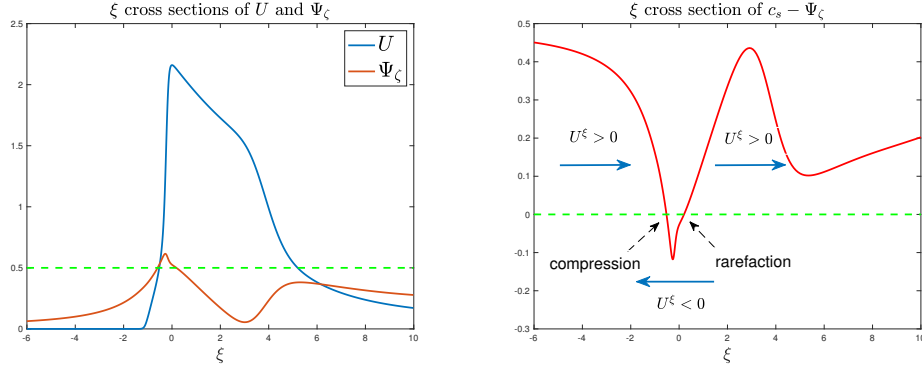 ξ cross sections of U and Ψ_ζ
2.5
2
1.5
1
0.5
0
-6 -4 -2 0 2 4 6 8 10
ξ
U
Ψ_ζ
ξ cross section of c_s − Ψ_ζ
0.5
0.4
0.3
0.2
0.1
0
-0.1
-0.2
-0.3
-6 -4 -2 0 2 4 6 8 10
ξ
U^ξ > 0
U^ξ > 0
compression
rarefaction
U^ξ < 0